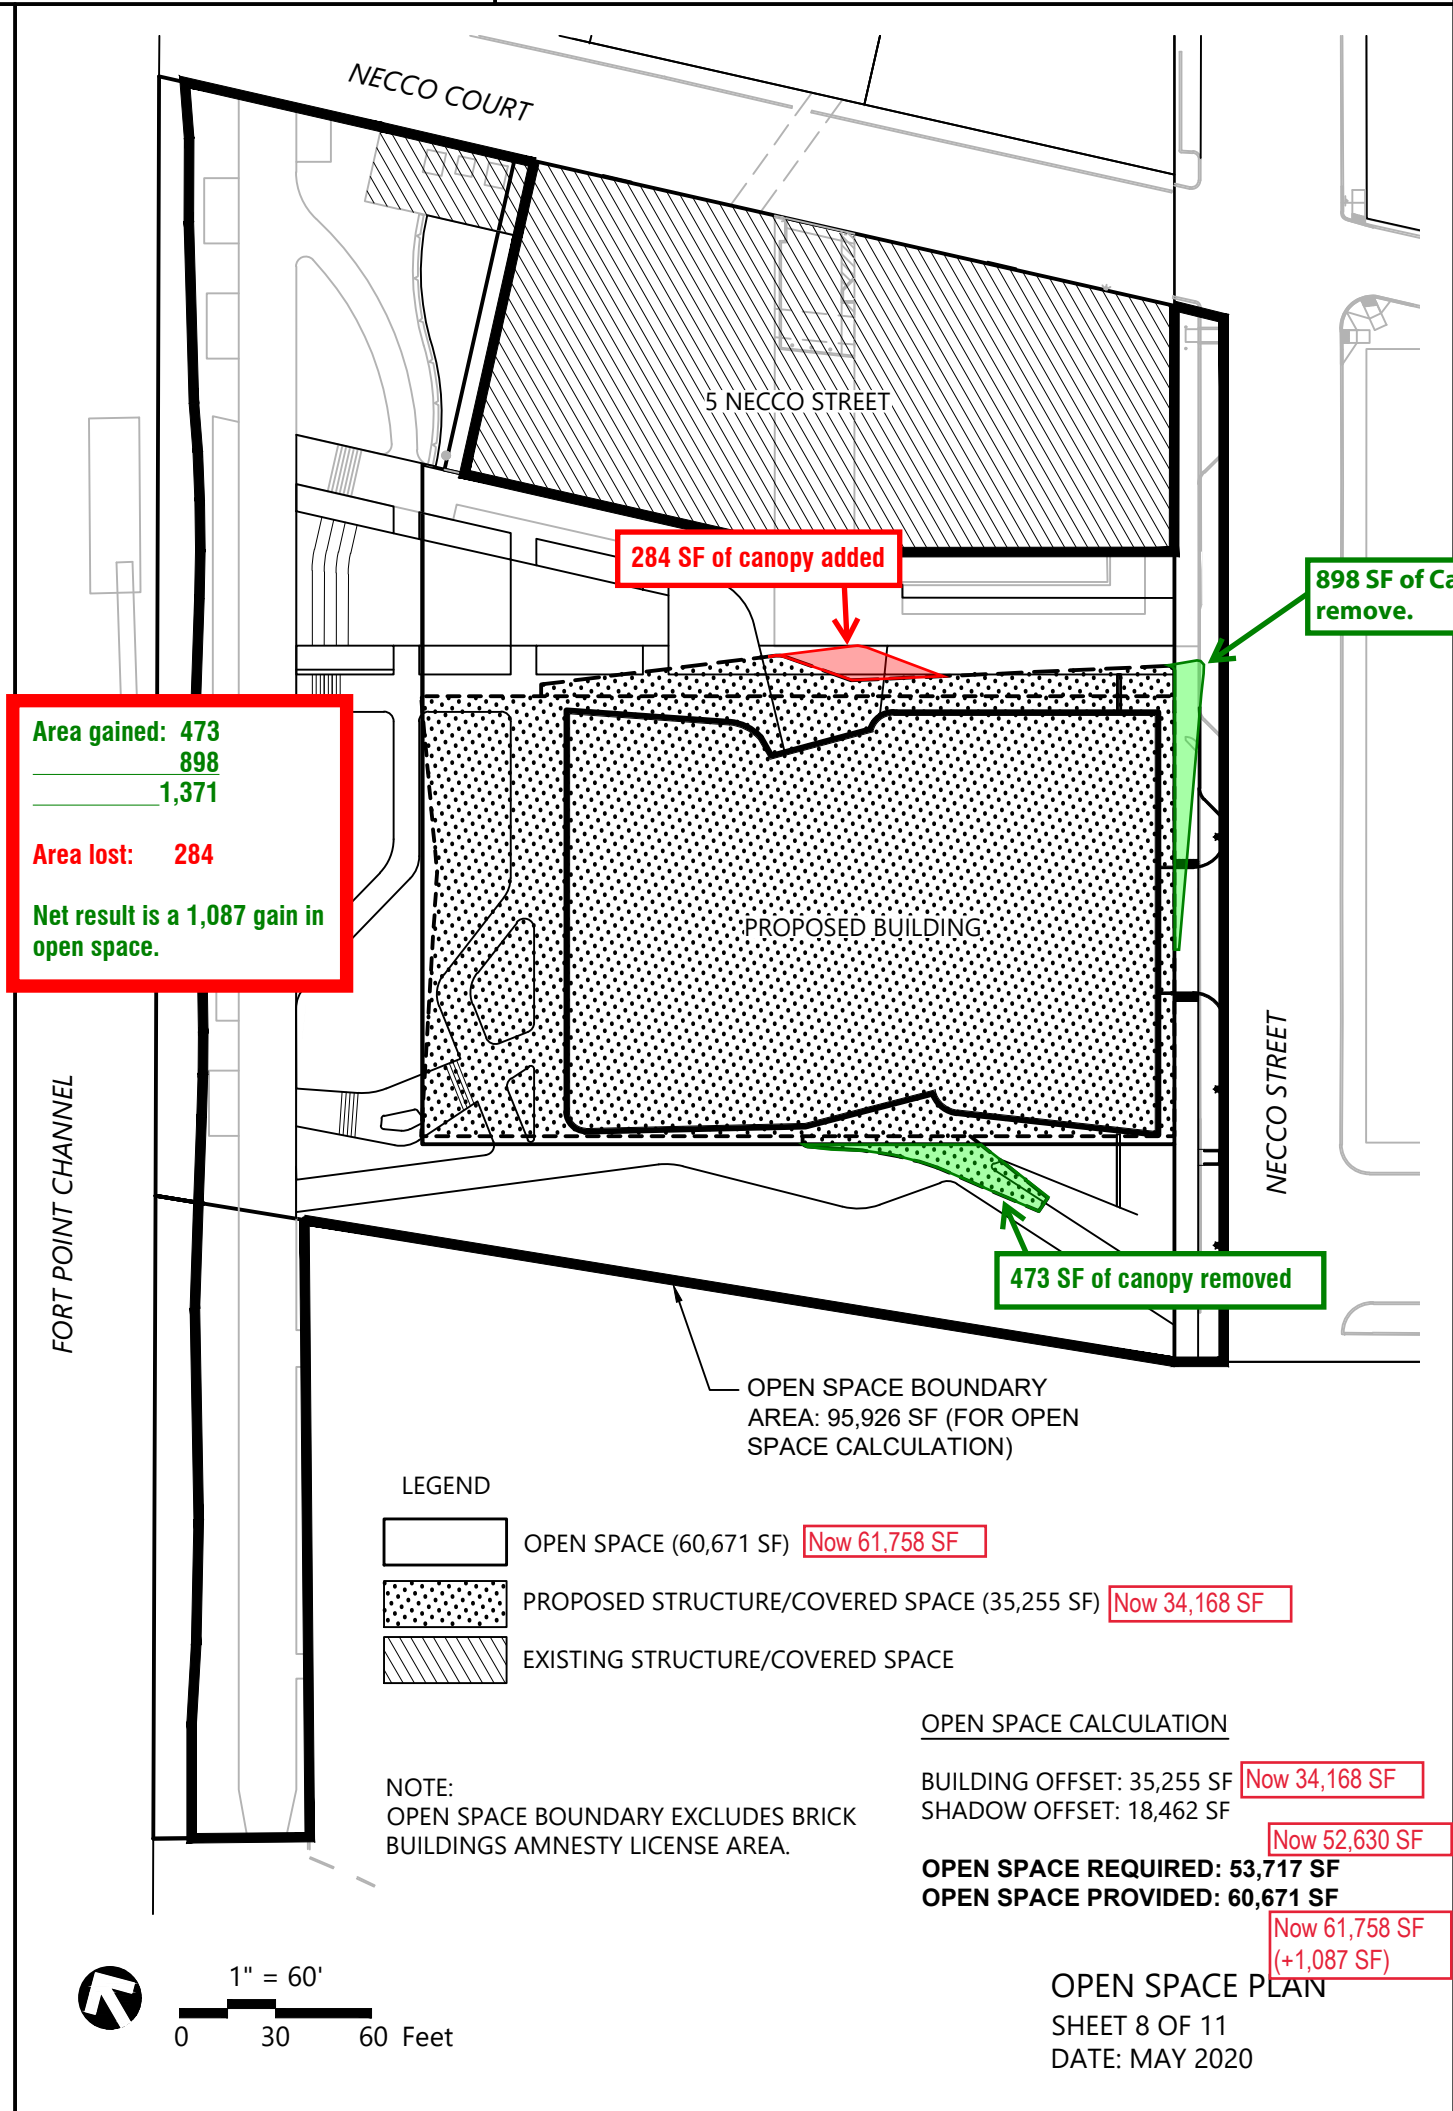 NECCO COURT
5 NECCO STREET
284 SF of canopy added
898 SF of
remove.
Area gained: 473
898
1,371
Area lost: 284
Net result is a 1,087 gain in
open space.
PROPOSED BUILDING
NECCO STREET
FORT POINT CHANNEL
473 SF of canopy removed
OPEN SPACE BOUNDARY
AREA: 95,926 SF (FOR OPEN
SPACE CALCULATION)
LEGEND
OPEN SPACE (60,671 SF) Now 61,758 SF
PROPOSED STRUCTURE/COVERED SPACE (35,255 SF) Now 34,168 SF
EXISTING STRUCTURE/COVERED SPACE
OPEN SPACE CALCULATION
BUILDING OFFSET: 35,255 SF Now 34,168 SF
SHADOW OFFSET: 18,462 SF
Now 52,630 SF
OPEN SPACE REQUIRED: 53,717 SF
OPEN SPACE PROVIDED: 60,671 SF
Now 61,758 SF
(+1,087 SF)
NOTE:
OPEN SPACE BOUNDARY EXCLUDES BRICK
BUILDINGS AMNESTY LICENSE AREA.
1" = 60'
0 30 60 Feet
OPEN SPACE PLAN
SHEET 8 OF 11
DATE: MAY 2020